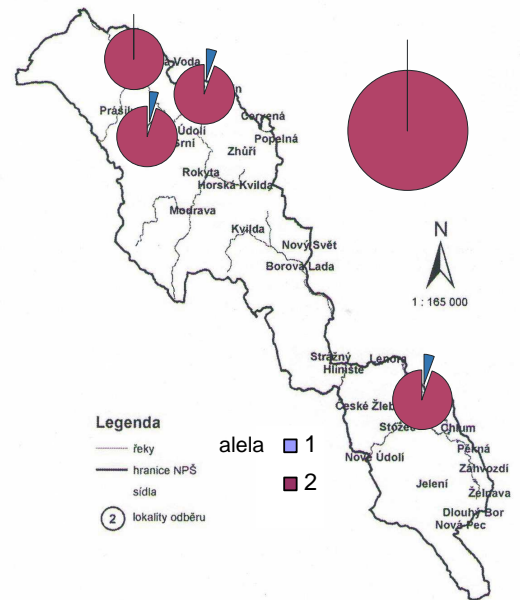 a Voda
n
Prášil
Červená
Údolí
Popelná
Srní
Zhůří
Rokyta
Horská Kvilda
Modrava
Kvilda
Nový Svět
Borová Lada
N
1 : 165 000
Strážný
Lenora
Hliniště
České Žleb
Stožec
Chlum
Nové Údolí
Pěkná
Záhvozdí
Jelení
Želnava
Dlouhý Bor
Nová Pec
Legenda
řeky
hranice NPŠ
sídla
2 lokality odběru
alela 1
2